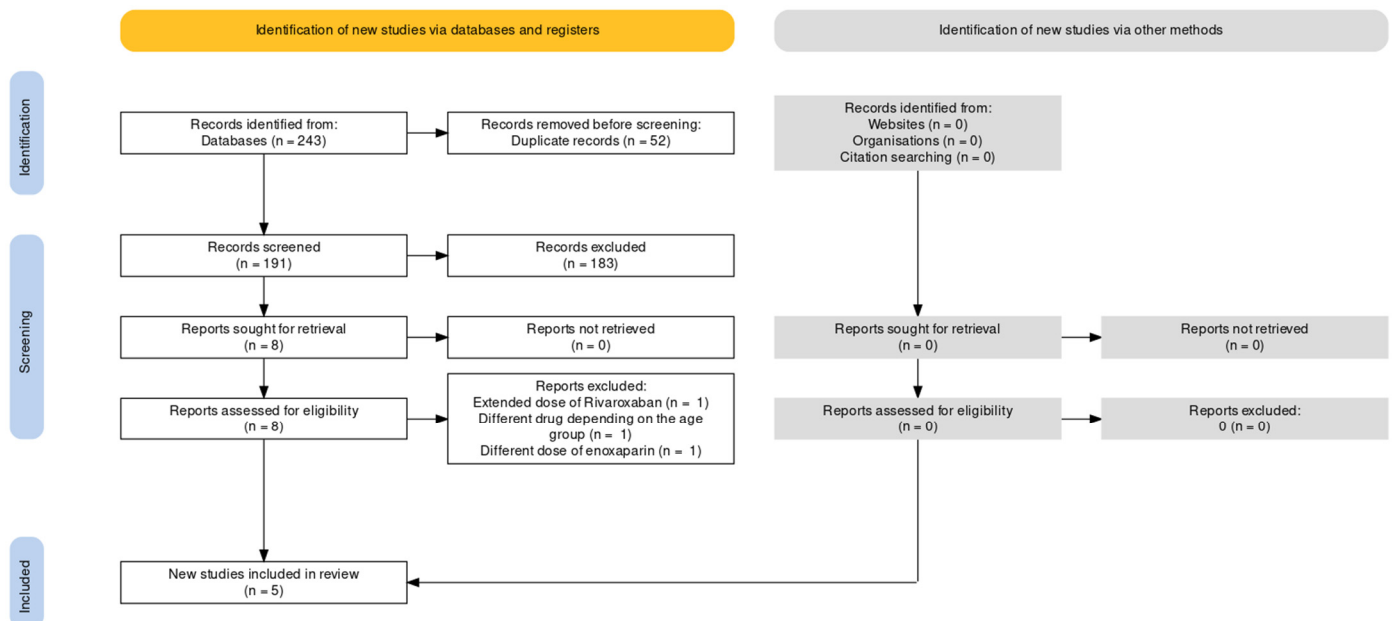 Identification of new studies via databases and registers
Identification of new studies via other methods
Identification
Records identified from:
Databases (n = 243)
Records removed before screening:
Duplicate records (n = 52)
Records identified from:
Websites (n = 0)
Organisations (n = 0)
Citation searching (n = 0)
Screening
Records screened
(n = 191)
Records excluded
(n = 183)
Reports sought for retrieval
(n = 8)
Reports not retrieved
(n = 0)
Reports sought for retrieval
(n = 0)
Reports not retrieved
(n = 0)
Reports assessed for eligibility
(n = 8)
Reports excluded:
Extended dose of Rivaroxaban (n = 1)
Different drug depending on the age
group (n = 1)
Different dose of enoxaparin (n = 1)
Reports assessed for eligibility
(n = 0)
Reports excluded:
0 (n = 0)
Included
New studies included in review
(n = 5)